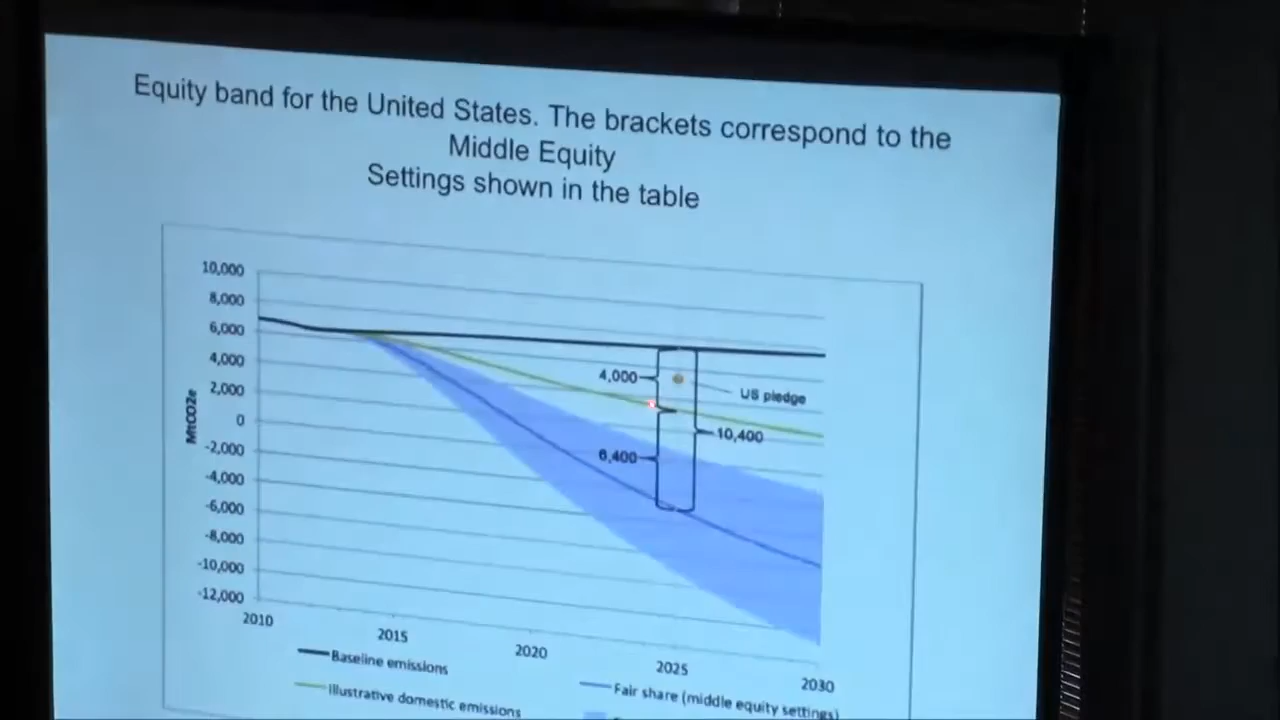 Equity band for the United States. The brackets correspond to the
Middle Equity
Settings shown in the table
10,000
8,000
6,000
4,000
2,000
0
-2,000
-4,000
-6,000
-8,000
-10,000
-12,000
MtCO2e
4,000
US pledge
10,400
6,400
2010
2015
2020
2025
2030
Baseline emissions
Illustrative domestic emissions
Fair share (middle equity settings)